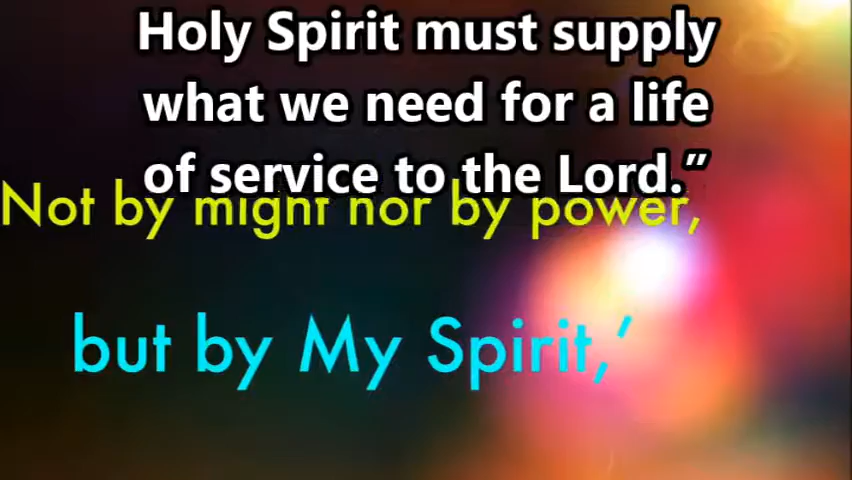 Holy Spirit must supply
what we need for a life
of service to the Lord.”
Not by might nor by power,
but by My Spirit,’